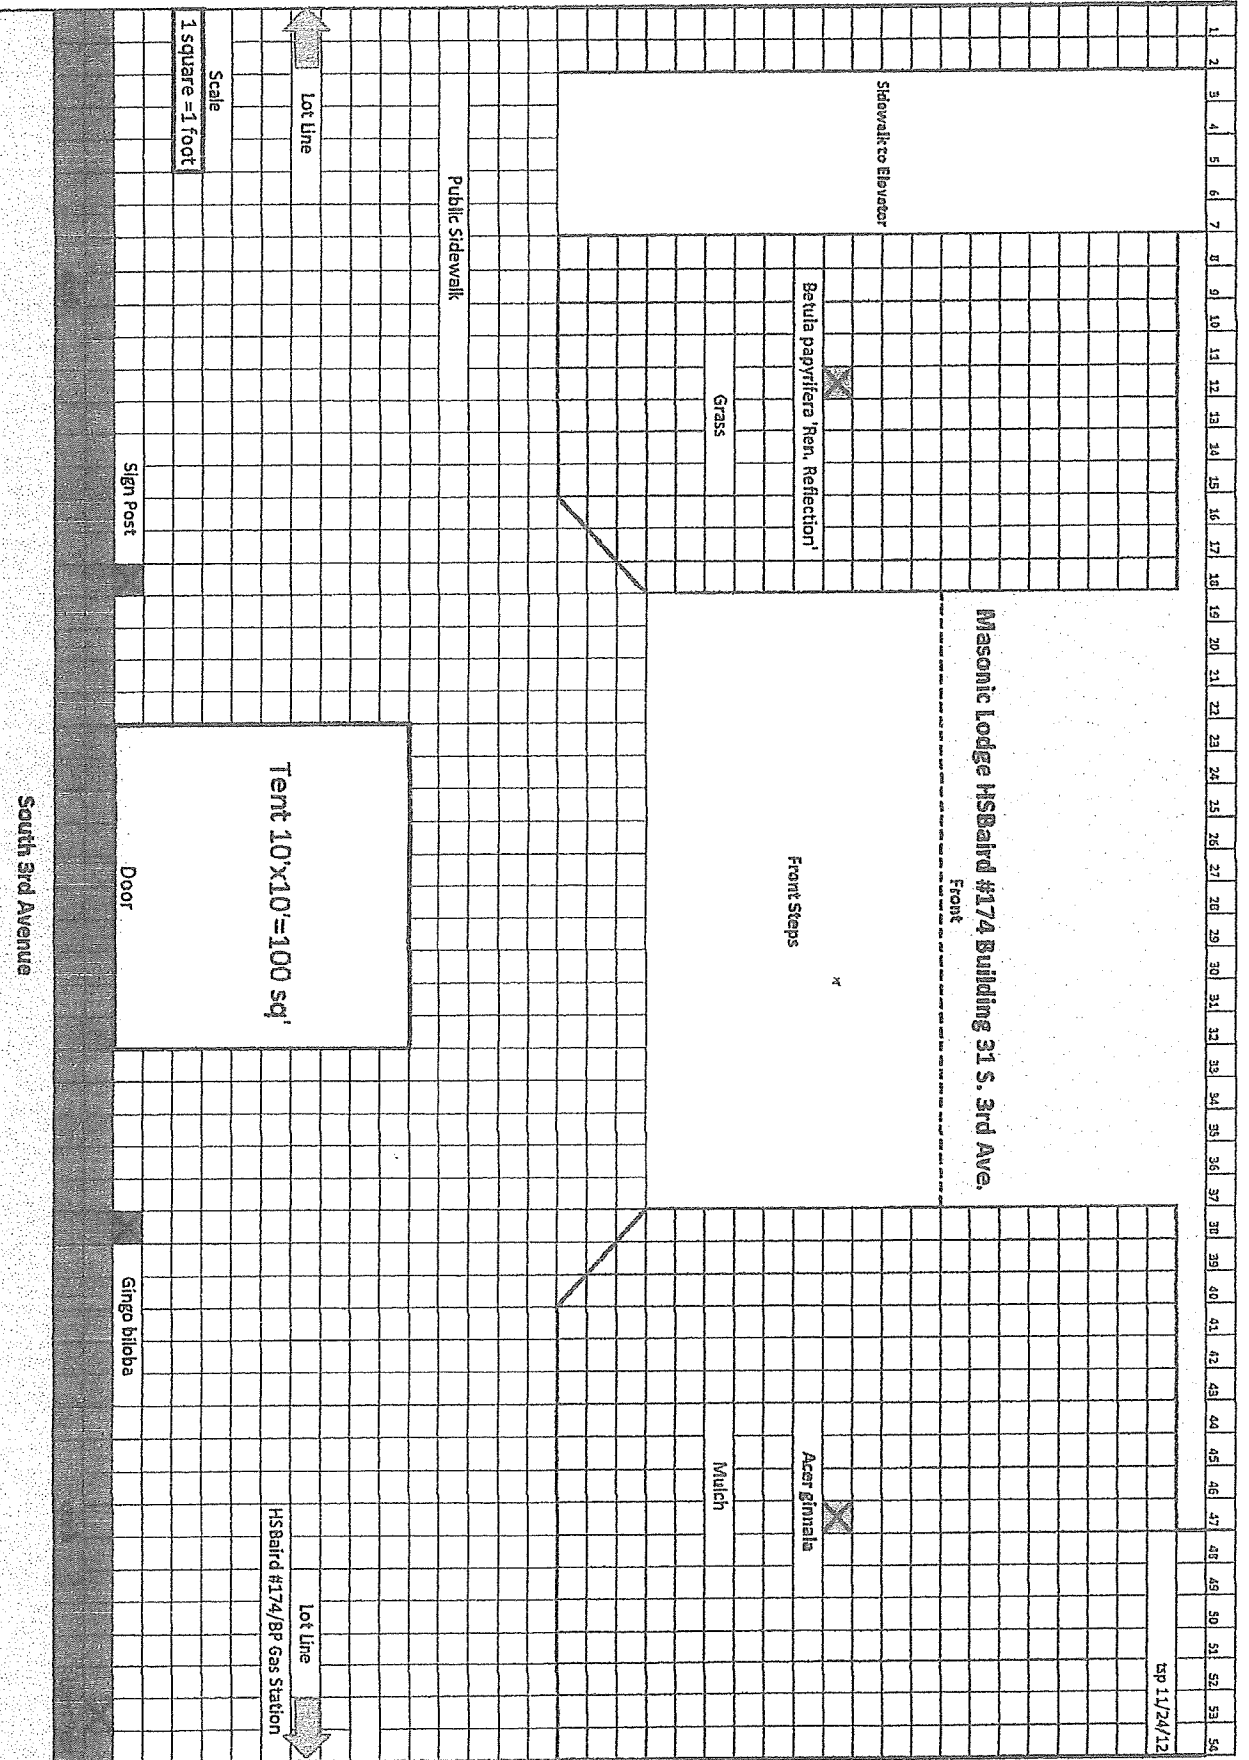 1 2 3 4 5 6 7 8 9 10 11 12 13 14 15 16 17 18 19 20 21 22 23 24 25 26 27 28 29 30 31 32 33 34 35 36 37 38 39 40 41 42 43 44 45 46 47 48 49 50 51 52 53 54
tsp 11/24/12
Masonic Lodge HSBaird #174 Building 31 S. 3rd Ave.
Front
Sidewalk to Elevator
Betula papyrifera 'Ren. Reflection'
Acer ginnala
Front Steps
Grass
Mulch
Public Sidewalk
Lot Line
Lot Line
HSBaird #174/BP Gas Station
Tent 10'x10'=100 sq'
Scale
1 square =1 foot
Sign Post
Door
Gingo biloba
South 3rd Avenue